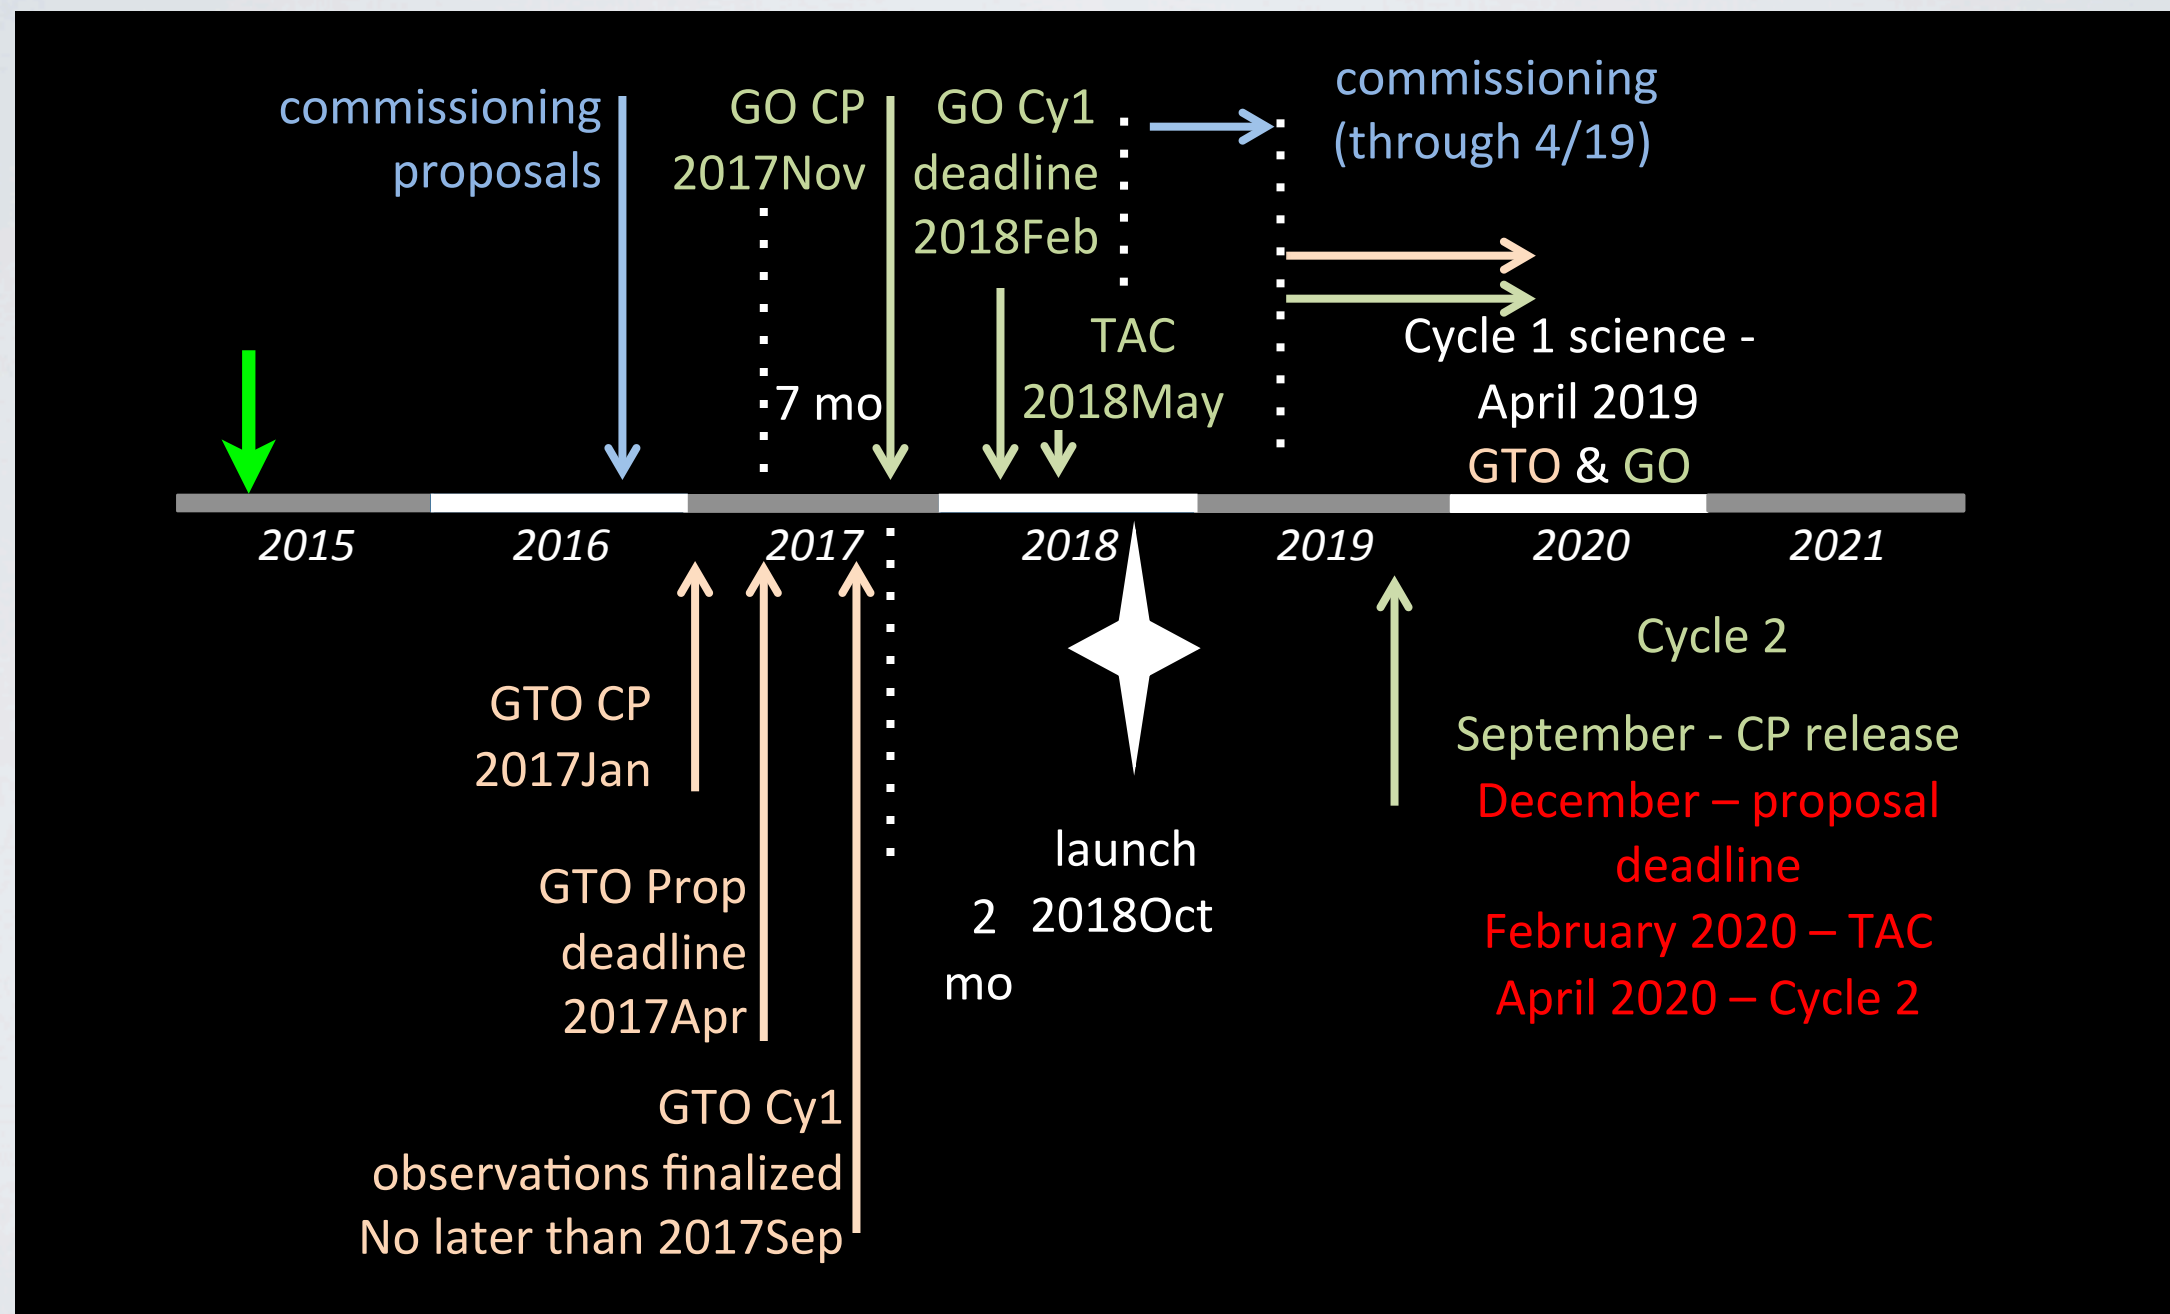 commissioning
proposals
GO CP
2017Nov
GO Cy1
deadline
2018Feb
commissioning
(through 4/19)
7 mo
TAC
2018May
Cycle 1 science -
April 2019
GTO & GO
2015
2016
2017
2018
2019
2020
2021
GTO CP
2017Jan
GTO Prop
deadline
2017Apr
GTO Cy1
observations finalized
No later than 2017Sep
2
mo
launch
2018Oct
Cycle 2
September - CP release
December – proposal
deadline
February 2020 – TAC
April 2020 – Cycle 2